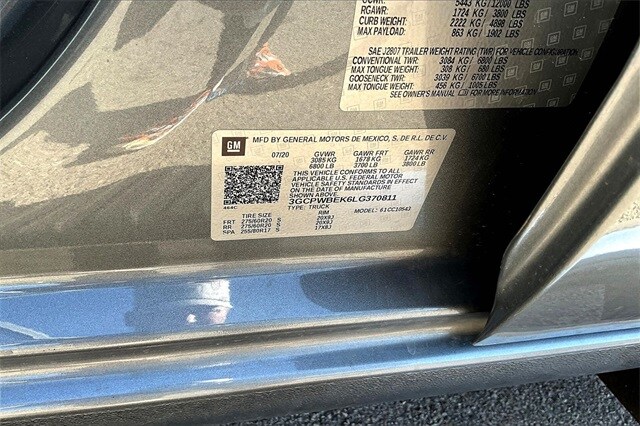 GCWR: 5443 KG/12000 LBS
RGAWR: 1724 KG / 3800 LBS
CURB WEIGHT: 2222 KG / 4898 LBS
MAX PAYLOAD: 863 KG / 1902 LBS
SAE J2807 TRAILER WEIGHT RATING (TWR) FOR VEHICLE CONFIGURATION
CONVENTIONAL TWR: 3084 KG / 6800 LBS
MAX TONGUE WEIGHT: 308 KG / 680 LBS
GOOSENECK TWR: 3039 KG / 6700 LBS
MAX TONGUE WEIGHT: 456 KG / 1005 LBS
SEE OWNER'S MANUAL FOR MORE INFORMATION
GM MFD BY GENERAL MOTORS DE MEXICO, S. DE R.L. DE C.V.
07/20 GVWR GAWR FRT GAWR RR
3085 KG 1678 KG 1724 KG
6800 LB 3700 LB 3800 LB
THIS VEHICLE CONFORMS TO ALL
APPLICABLE U.S. FEDERAL MOTOR
VEHICLE SAFETY STANDARDS IN
EFFECT ON THE DATE OF MANUFACTURE
SHOWN ABOVE.
3GCPWBEK6LG370811
TYPE: TRUCK MODEL: 61CC10543
TIRE SIZE RIM
FRT 275/60R20 S 20X9J
RR 275/60R20 S 20X9J
SPA 255/80R17 S 17X8J